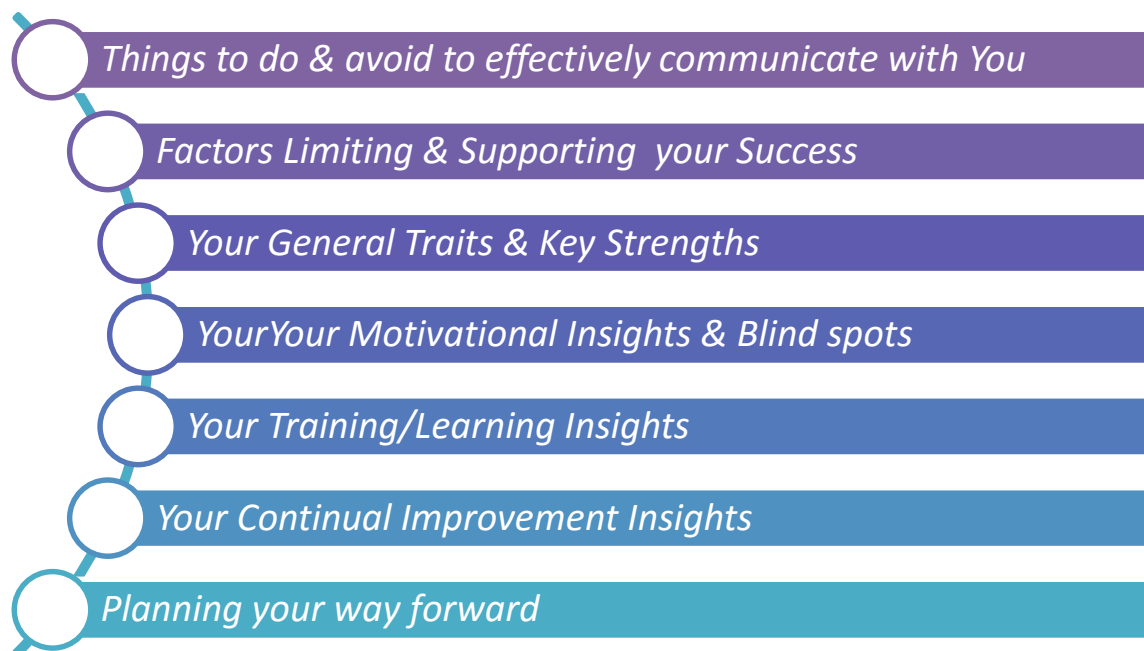 Things to do & avoid to effectively communicate with You
Factors Limiting & Supporting  your Success
Your General Traits & Key Strengths
YourYour Motivational Insights & Blind spots
Your Training/Learning Insights
Your Continual Improvement Insights
Planning your way forward